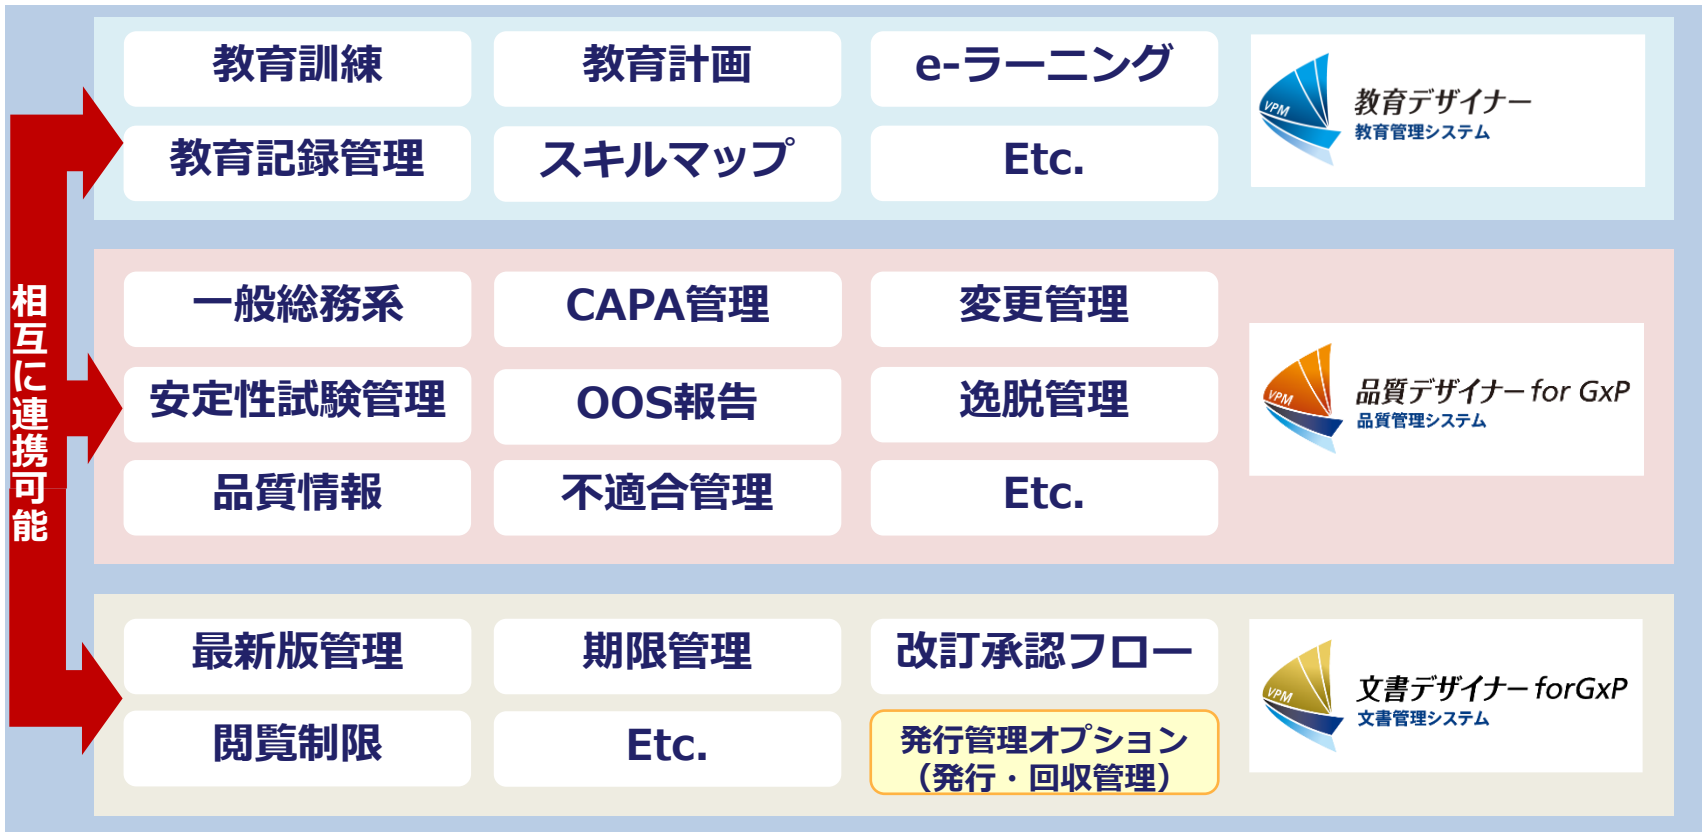 教育訓練
教育計画
e-ラーニング
教育記録管理
スキルマップ
Etc.
VPM
教育デザイナー
教育管理システム
相互に連携可能
一般総務系
CAPA管理
変更管理
安定性試験管理
OOS報告
逸脱管理
品質情報
不適合管理
Etc.
VPM
品質デザイナー for GxP
品質管理システム
最新版管理
期限管理
改訂承認フロー
閲覧制限
Etc.
発行管理オプション
（発行・回収管理）
VPM
文書デザイナー forGxP
文書管理システム